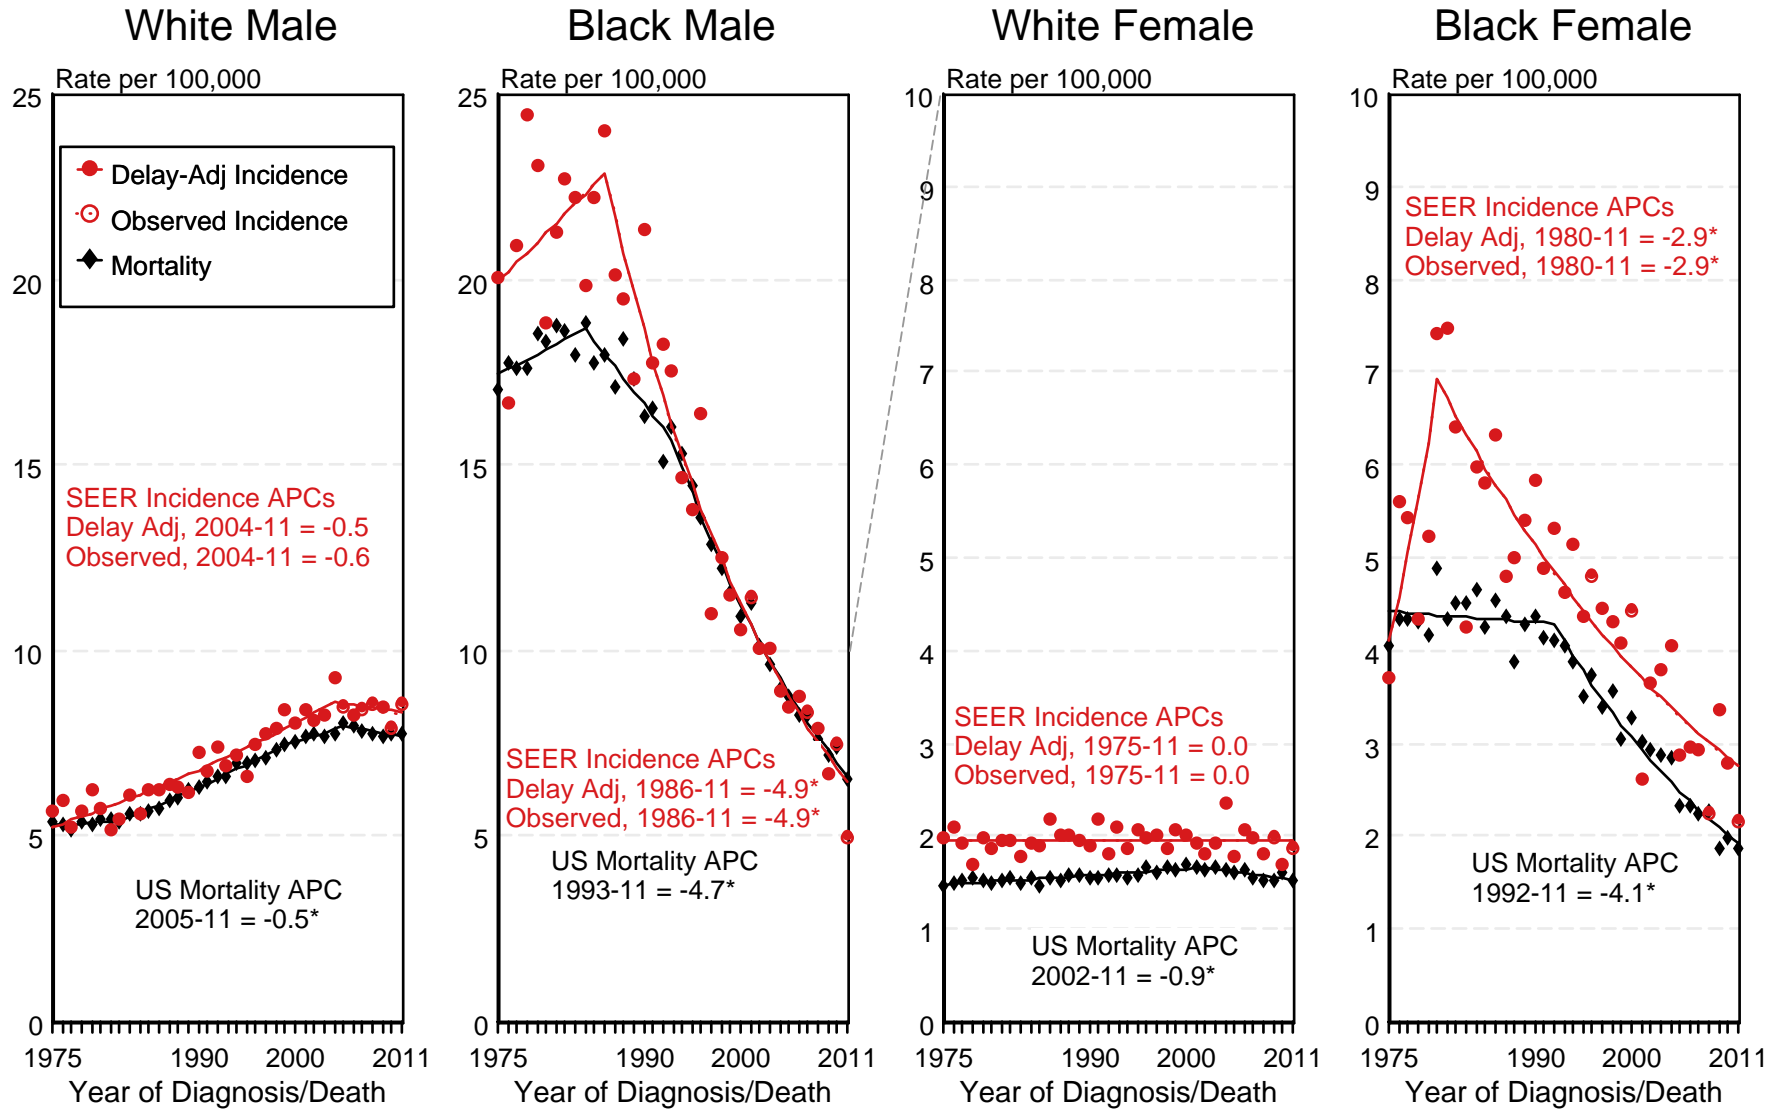 White Male
Rate per 100,000
25
20
15
10
5
0
Delay-Adj Incidence
Observed Incidence
Mortality
SEER Incidence APCs
Delay Adj, 2004-11 = -0.5
Observed, 2004-11 = -0.6
US Mortality APC
2005-11 = -0.5*
1975 1990 2000 2011
Year of Diagnosis/Death
Black Male
Rate per 100,000
25
20
15
10
5
0
SEER Incidence APCs
Delay Adj, 1986-11 = -4.9*
Observed, 1986-11 = -4.9*
US Mortality APC
1993-11 = -4.7*
1975 1990 2000 2011
Year of Diagnosis/Death
White Female
10
9
8
7
6
5
4
3
2
1
0
SEER Incidence APCs
Delay Adj, 1975-11 = 0.0
Observed, 1975-11 = 0.0
US Mortality APC
2002-11 = -0.9*
1975 1990 2000 2011
Year of Diagnosis/Death
Black Female
Rate per 100,000
10
9
8
7
6
5
4
3
2
1
0
SEER Incidence APCs
Delay Adj, 1980-11 = -2.9*
Observed, 1980-11 = -2.9*
US Mortality APC
1992-11 = -4.1*
1975 1990 2000 2011
Year of Diagnosis/Death